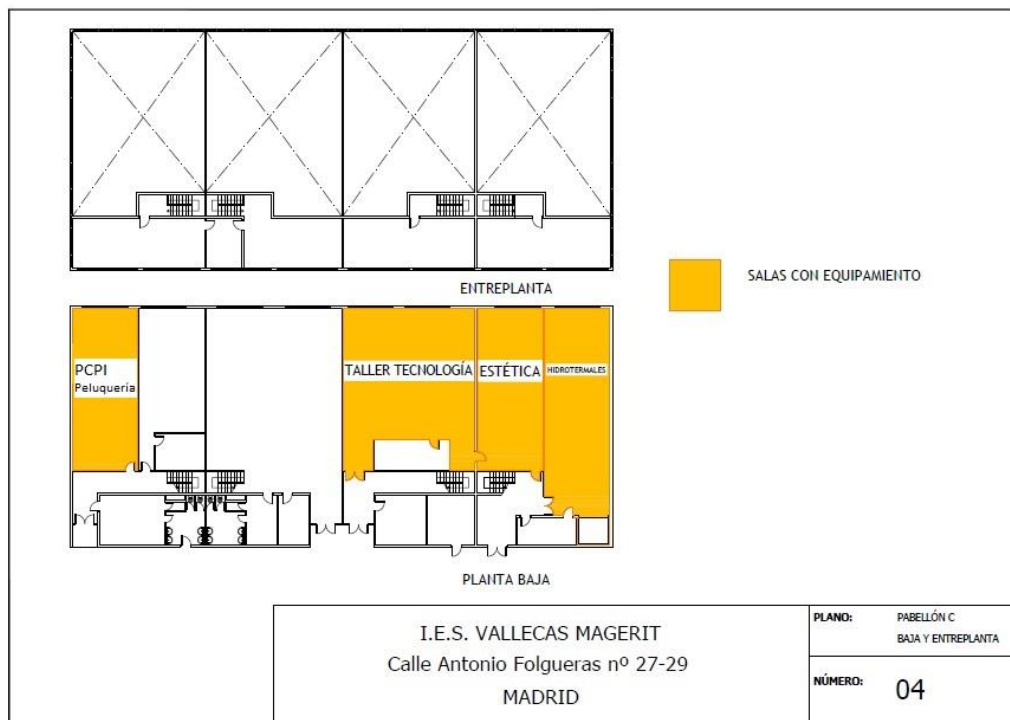 ENTREPLANTA
SALAS CON EQUIPAMIENTO
PCPI
Peluquería
TALLER TECNOLOGÍA
ESTÉTICA
HIDROTERMALES
PLANTA BAJA
I.E.S. VALLECAS MAGERIT
Calle Antonio Folgueras nº 27-29
MADRID
PLANO:
PABELLÓN C
BAJA Y ENTREPLANTA
NÚMERO:
04